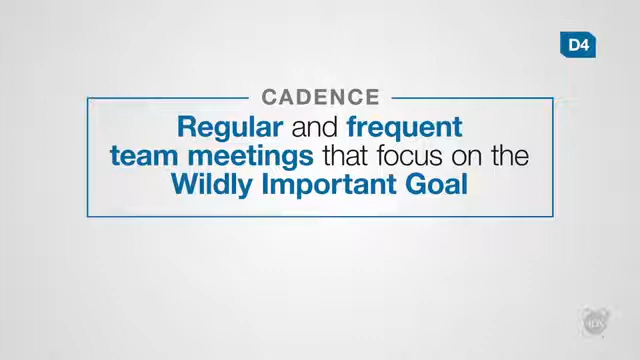 D4
CADENCE
Regular and frequent
team meetings that focus on the
Wildly Important Goal